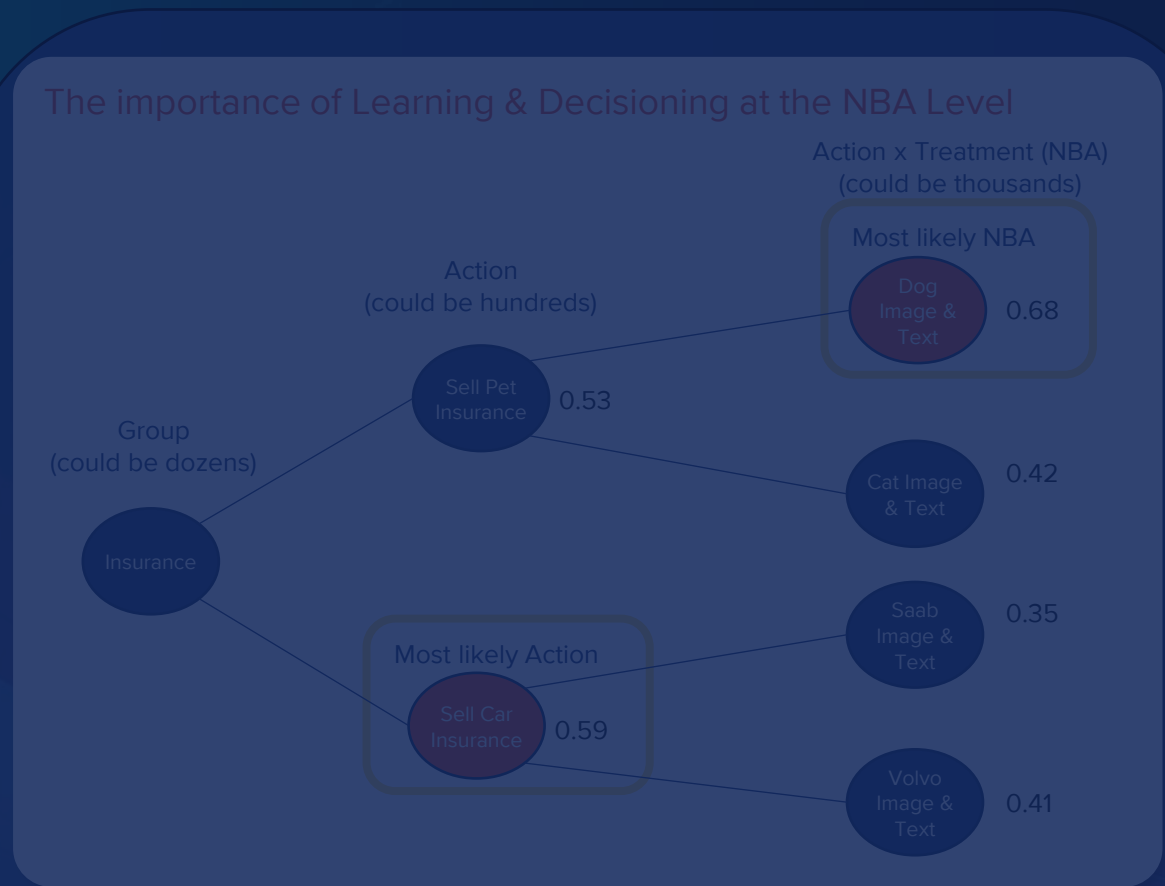 The importance of Learning & Decisioning at the NBA Level
Action x Treatment (NBA)
(could be thousands)
Most likely NBA
Dog
Image &
Text
0.68
Action
(could be hundreds)
Sell Pet
Insurance
0.53
Group
(could be dozens)
Cat Image
& Text
0.42
Insurance
Saab
Image &
Text
0.35
Most likely Action
Sell Car
Insurance
0.59
Volvo
Image &
Text
0.41